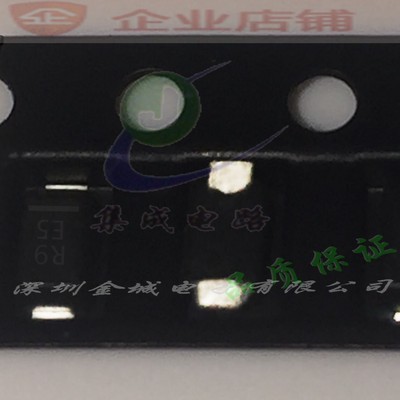 企业店铺
J
集成电路
R9
E5
品质保证
深圳金城电子有限公司